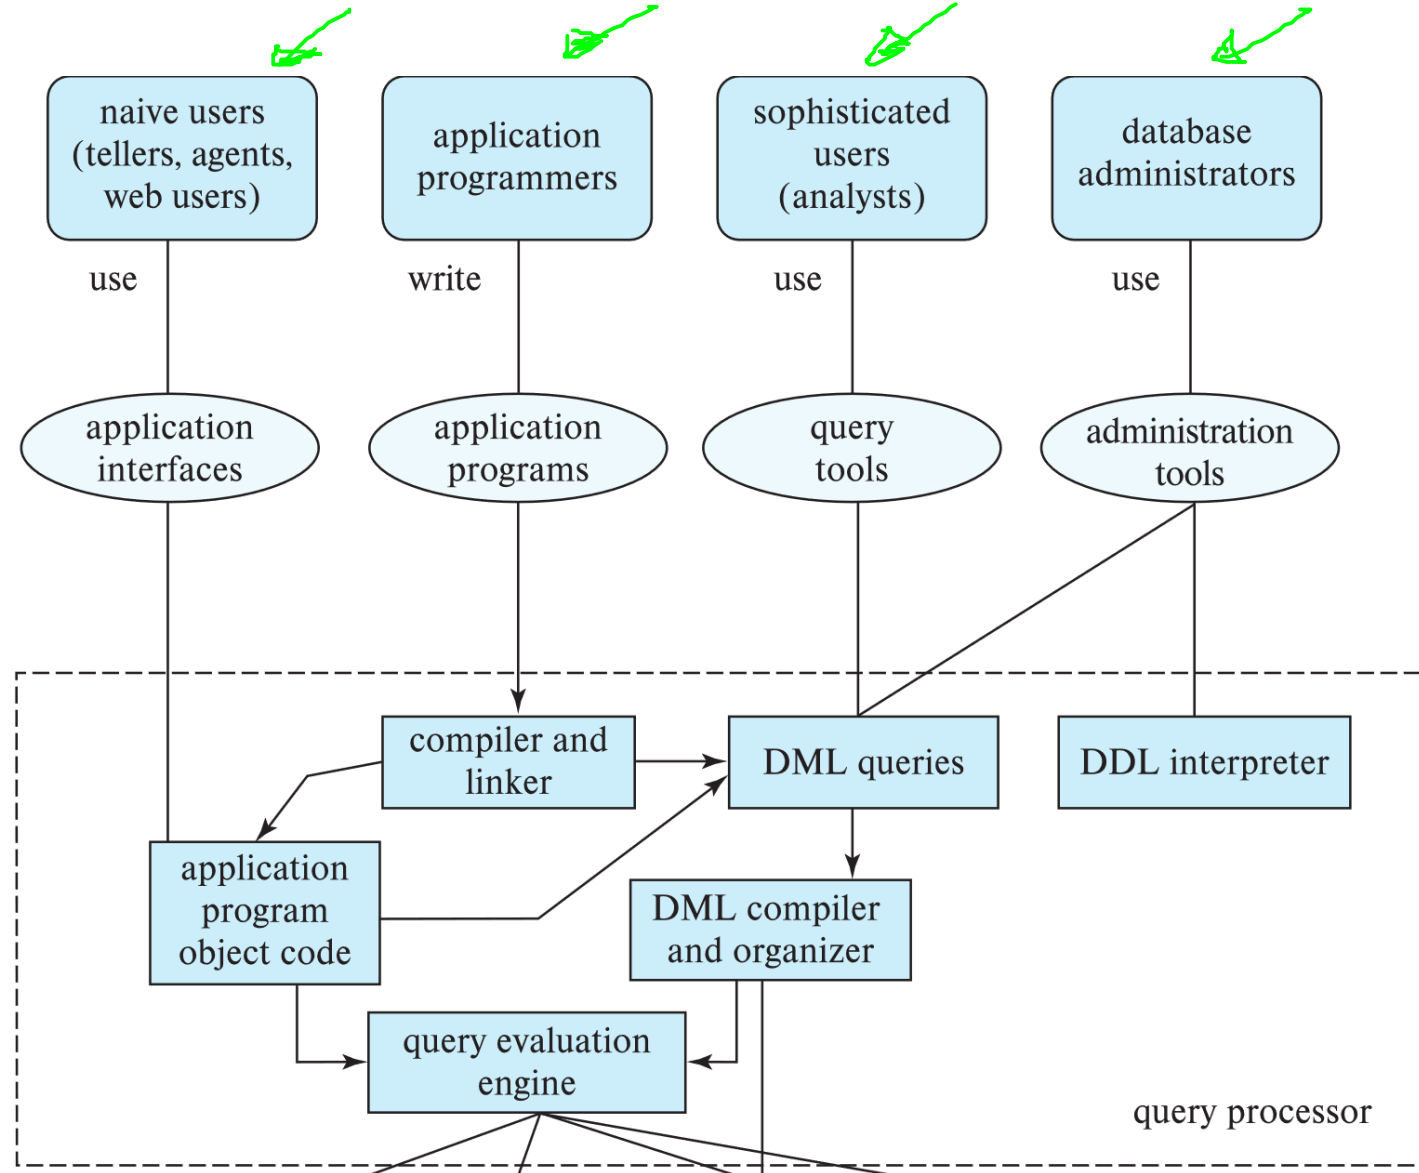 naive users
(tellers, agents,
web users)
application
programmers
sophisticated
users
(analysts)
database
administrators
use
write
use
use
application
interfaces
application
programs
query
tools
administration
tools
compiler and
linker
DML queries
DDL interpreter
application
program
object code
DML compiler
and organizer
query evaluation
engine
query processor